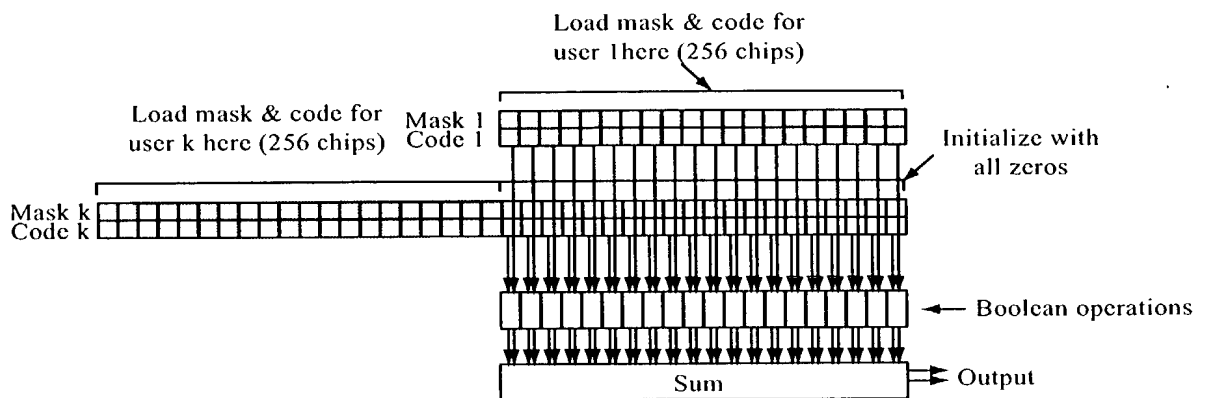 Load mask & code for
user 1here (256 chips)
Load mask & code for
user k here (256 chips)
Mask 1
Code 1
Initialize with
all zeros
Mask k
Code k
Boolean operations
Sum
Output